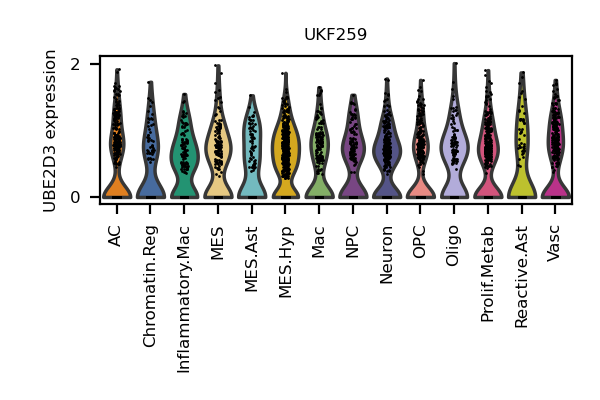 UKF259
UBE2D3 expression
2
0
AC
Chromatin.Reg
Inflammatory.Mac
MES
MES.Ast
MES.Hyp
Mac
NPC
Neuron
OPC
Oligo
Prolif.Metab
Reactive.Ast
Vasc